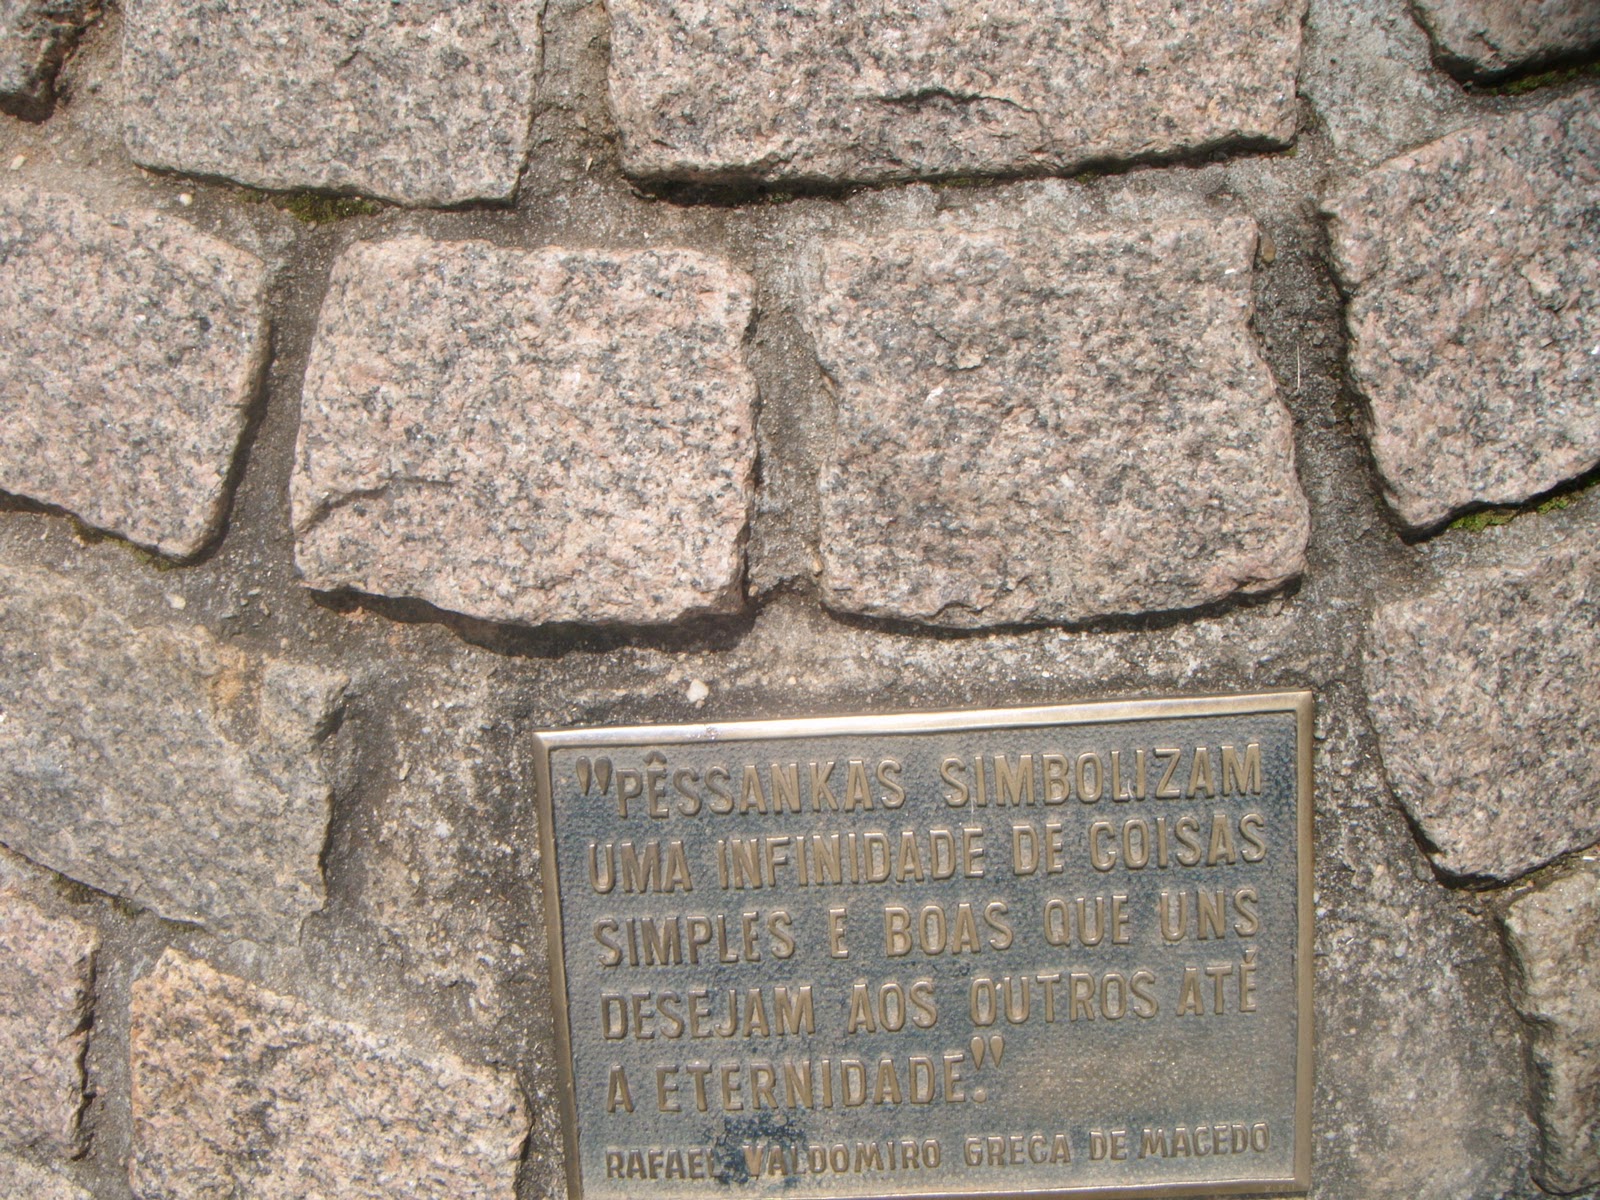 "PÊSSANKAS SIMBOLIZAM
UMA INFINIDADE DE COISAS
SIMPLES E BOAS QUE UNS
DESEJAM AOS OUTROS ATÉ
A ETERNIDADE."
RAFAEL VALDOMIRO GRECA DE MACEDO